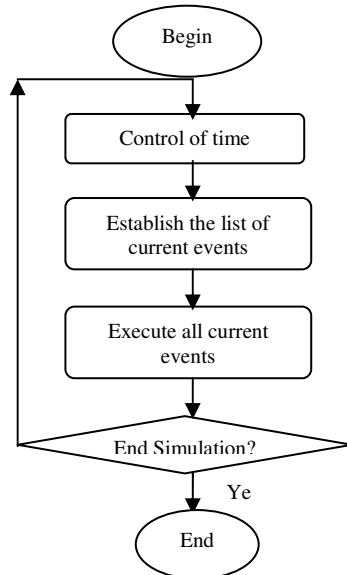 Begin
Control of time
Establish the list of
current events
Execute all current
events
End Simulation?
Ye
End